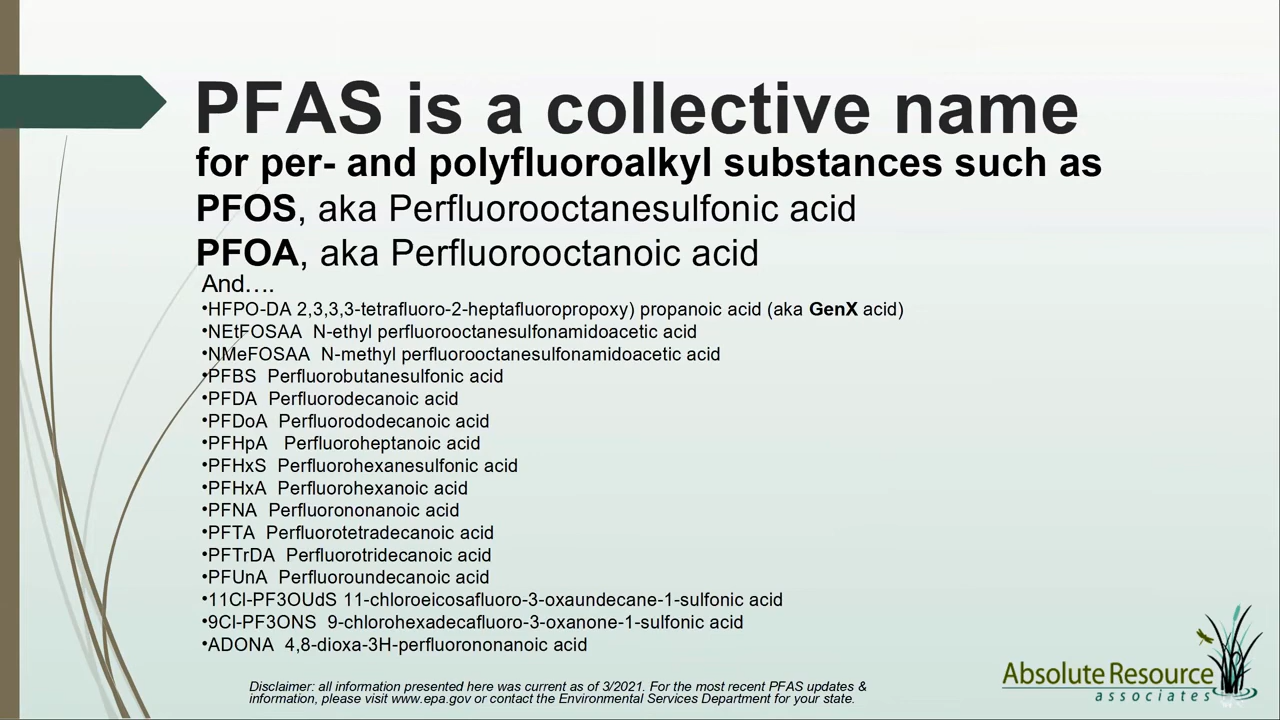 PFAS is a collective name
for per- and polyfluoroalkyl substances such as
PFOS, aka Perfluorooctanesulfonic acid
PFOA, aka Perfluorooctanoic acid
And….
•HFPO-DA 2,3,3,3-tetrafluoro-2-heptafluoropropoxy) propanoic acid (aka GenX acid)
•NEtFOSAA N-ethyl perfluorooctanesulfonamidoacetic acid
•NMeFOSAA N-methyl perfluorooctanesulfonamidoacetic acid
•PFBS Perfluorobutanesulfonic acid
•PFDA Perfluorodecanoic acid
•PFDoA Perfluorododecanoic acid
•PFHpA Perfluoroheptanoic acid
•PFHxS Perfluorohexanesulfonic acid
•PFHxA Perfluorohexanoic acid
•PFNA Perfluorononanoic acid
•PFTA Perfluorotetradecanoic acid
•PFTrDA Perfluorotridecanoic acid
•PFUnA Perfluoroundecanoic acid
•11Cl-PF3OUdS 11-chloroeicosafluoro-3-oxaundecane-1-sulfonic acid
•9Cl-PF3ONS 9-chlorohexadecafluoro-3-oxanone-1-sulfonic acid
•ADONA 4,8-dioxa-3H-perfluorononanoic acid
Disclaimer: all information presented here was current as of 3/2021. For the most recent PFAS updates &
information, please visit www.epa.gov or contact the Environmental Services Department for your state.
Absolute Resource
associates